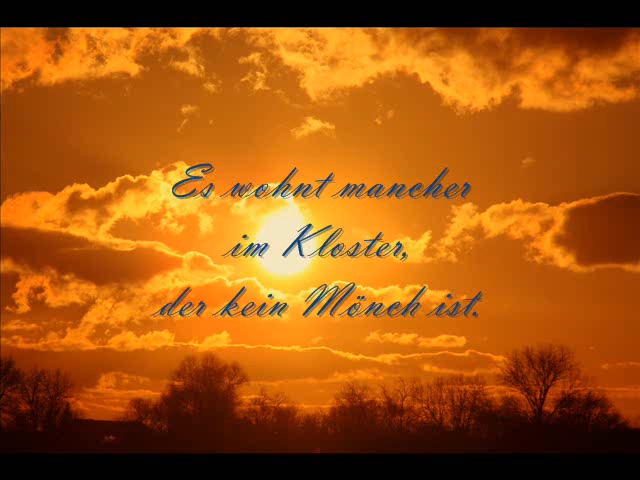 Es wohnt mancher
im Kloster,
der kein Mönch ist.